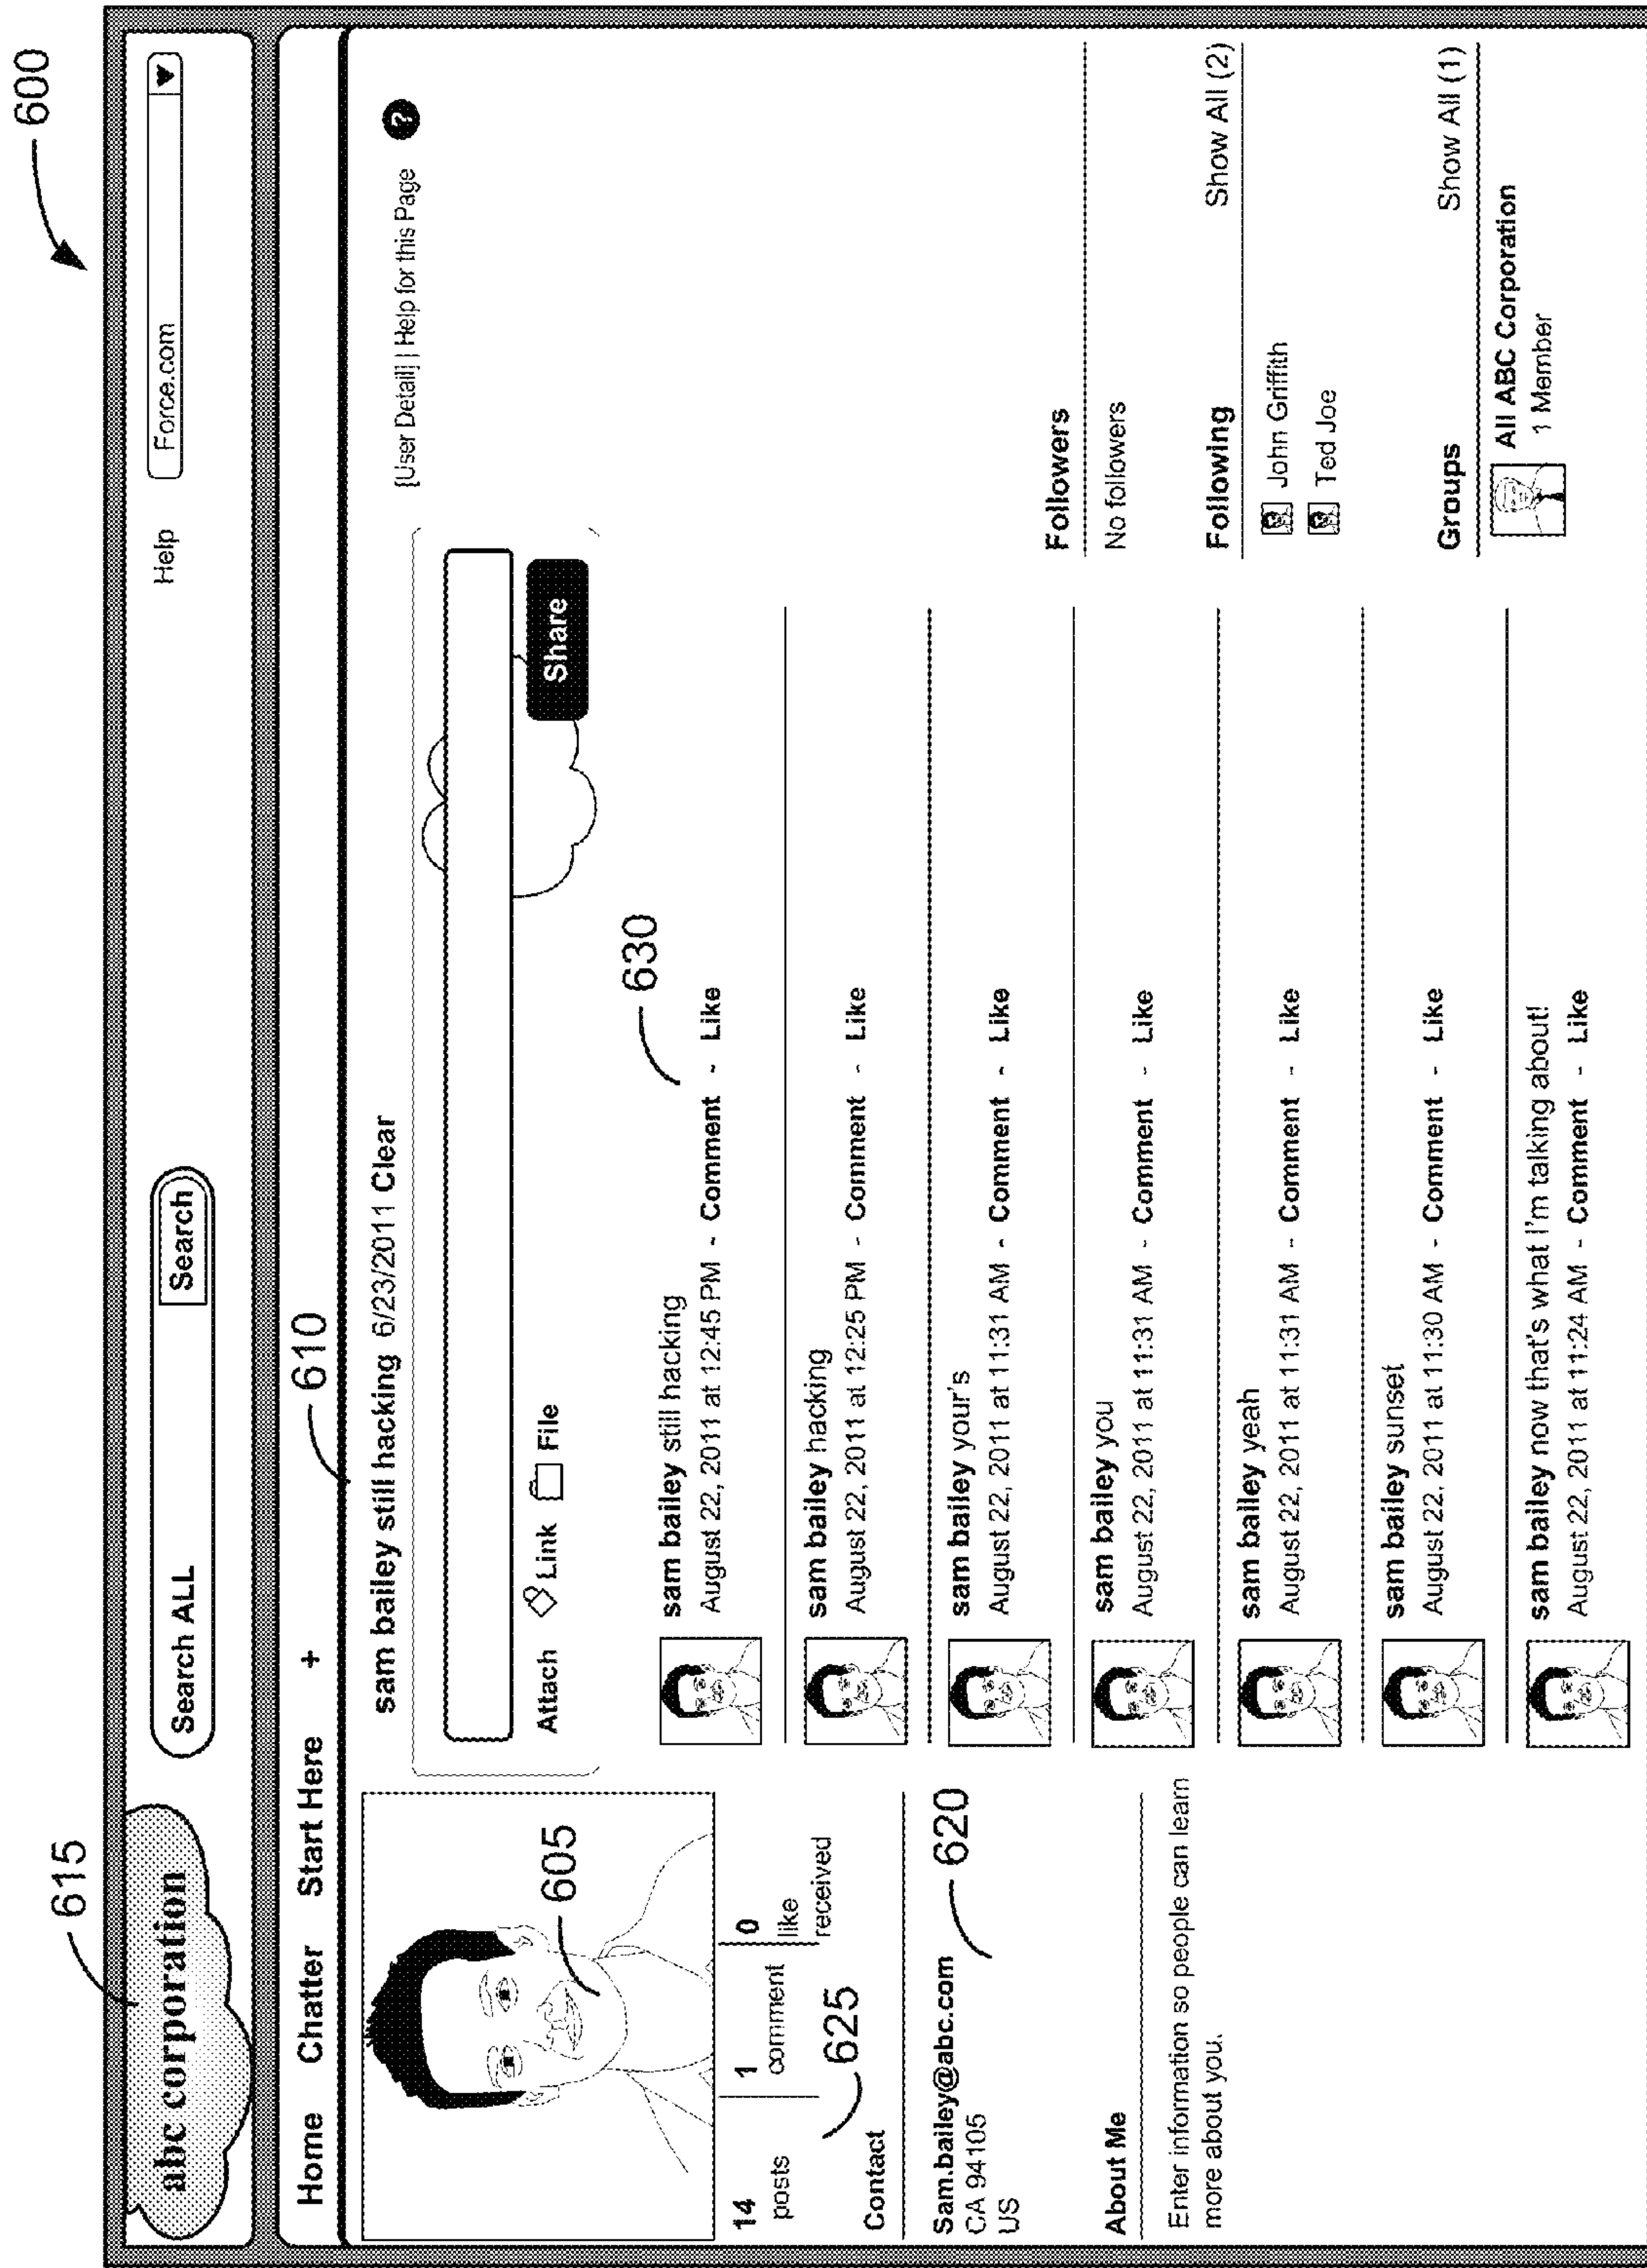 600
615
abc corporation
Search ALL
Search
Help
Force.com
Home Chatter Start Here +
610
sam bailey still hacking 6/23/2011 Clear
[User Detail] | Help for this Page ?
605
Attach Link File
Share
14
posts
1
comment
0
like
received
625
Contact
Sam.bailey@abc.com
CA 94105
US
620
About Me
Enter information so people can learn
more about you.
630
sam bailey still hacking
August 22, 2011 at 12:45 PM - Comment - Like
sam bailey hacking
August 22, 2011 at 12:25 PM - Comment - Like
sam bailey your's
August 22, 2011 at 11:31 AM - Comment - Like
sam bailey you
August 22, 2011 at 11:31 AM - Comment - Like
sam bailey yeah
August 22, 2011 at 11:31 AM - Comment - Like
sam bailey sunset
August 22, 2011 at 11:30 AM - Comment - Like
sam bailey now that's what I'm talking about!
August 22, 2011 at 11:24 AM - Comment - Like
Followers
No followers
Following
Show All (2)
John Griffith
Ted Joe
Groups
Show All (1)
All ABC Corporation
1 Member